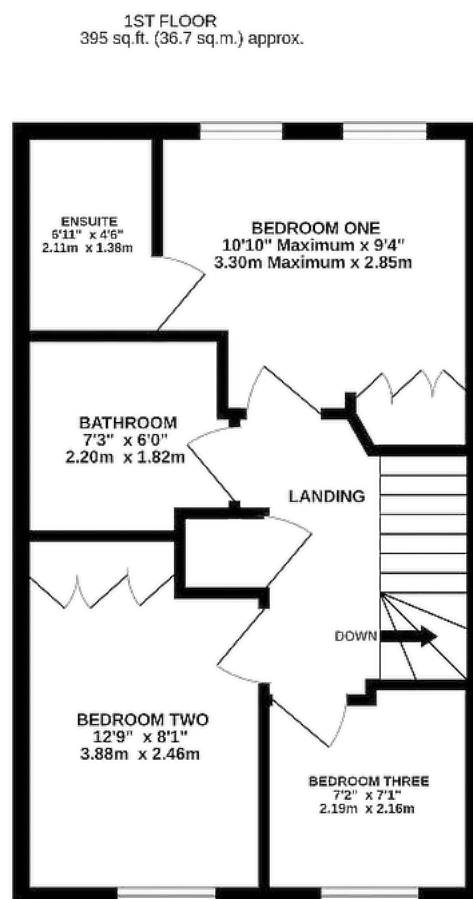 1ST FLOOR
395 sq.ft. (36.7 sq.m.) approx.
ENSUITE
6'11" x 4'6"
2.11m x 1.38m
BEDROOM ONE
10'10" Maximum x 9'4"
3.30m Maximum x 2.85m
BATHROOM
7'3" x 6'0"
2.20m x 1.82m
LANDING
DOWN
BEDROOM TWO
12'9" x 8'1"
3.88m x 2.46m
BEDROOM THREE
7'2" x 7'1"
2.19m x 2.16m